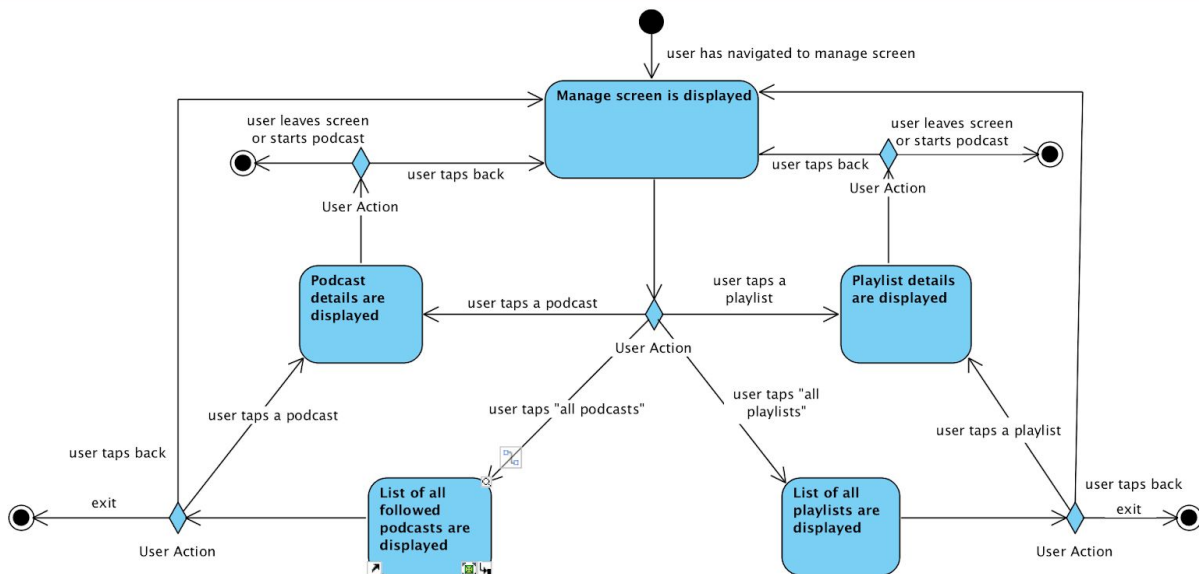 user has navigated to manage screen
Manage screen is displayed
user leaves screen
or starts podcast
user taps back
User Action
user leaves screen
or starts podcast
user taps back
User Action
Podcast
details are
displayed
user taps a podcast
user taps a
playlist
User Action
Playlist details
are displayed
user taps a podcast
user taps "all podcasts"
user taps "all
playlists"
user taps a playlist
user taps back
exit
User Action
List of all
followed
podcasts are
displayed
List of all
playlists are
displayed
user taps back
exit
User Action